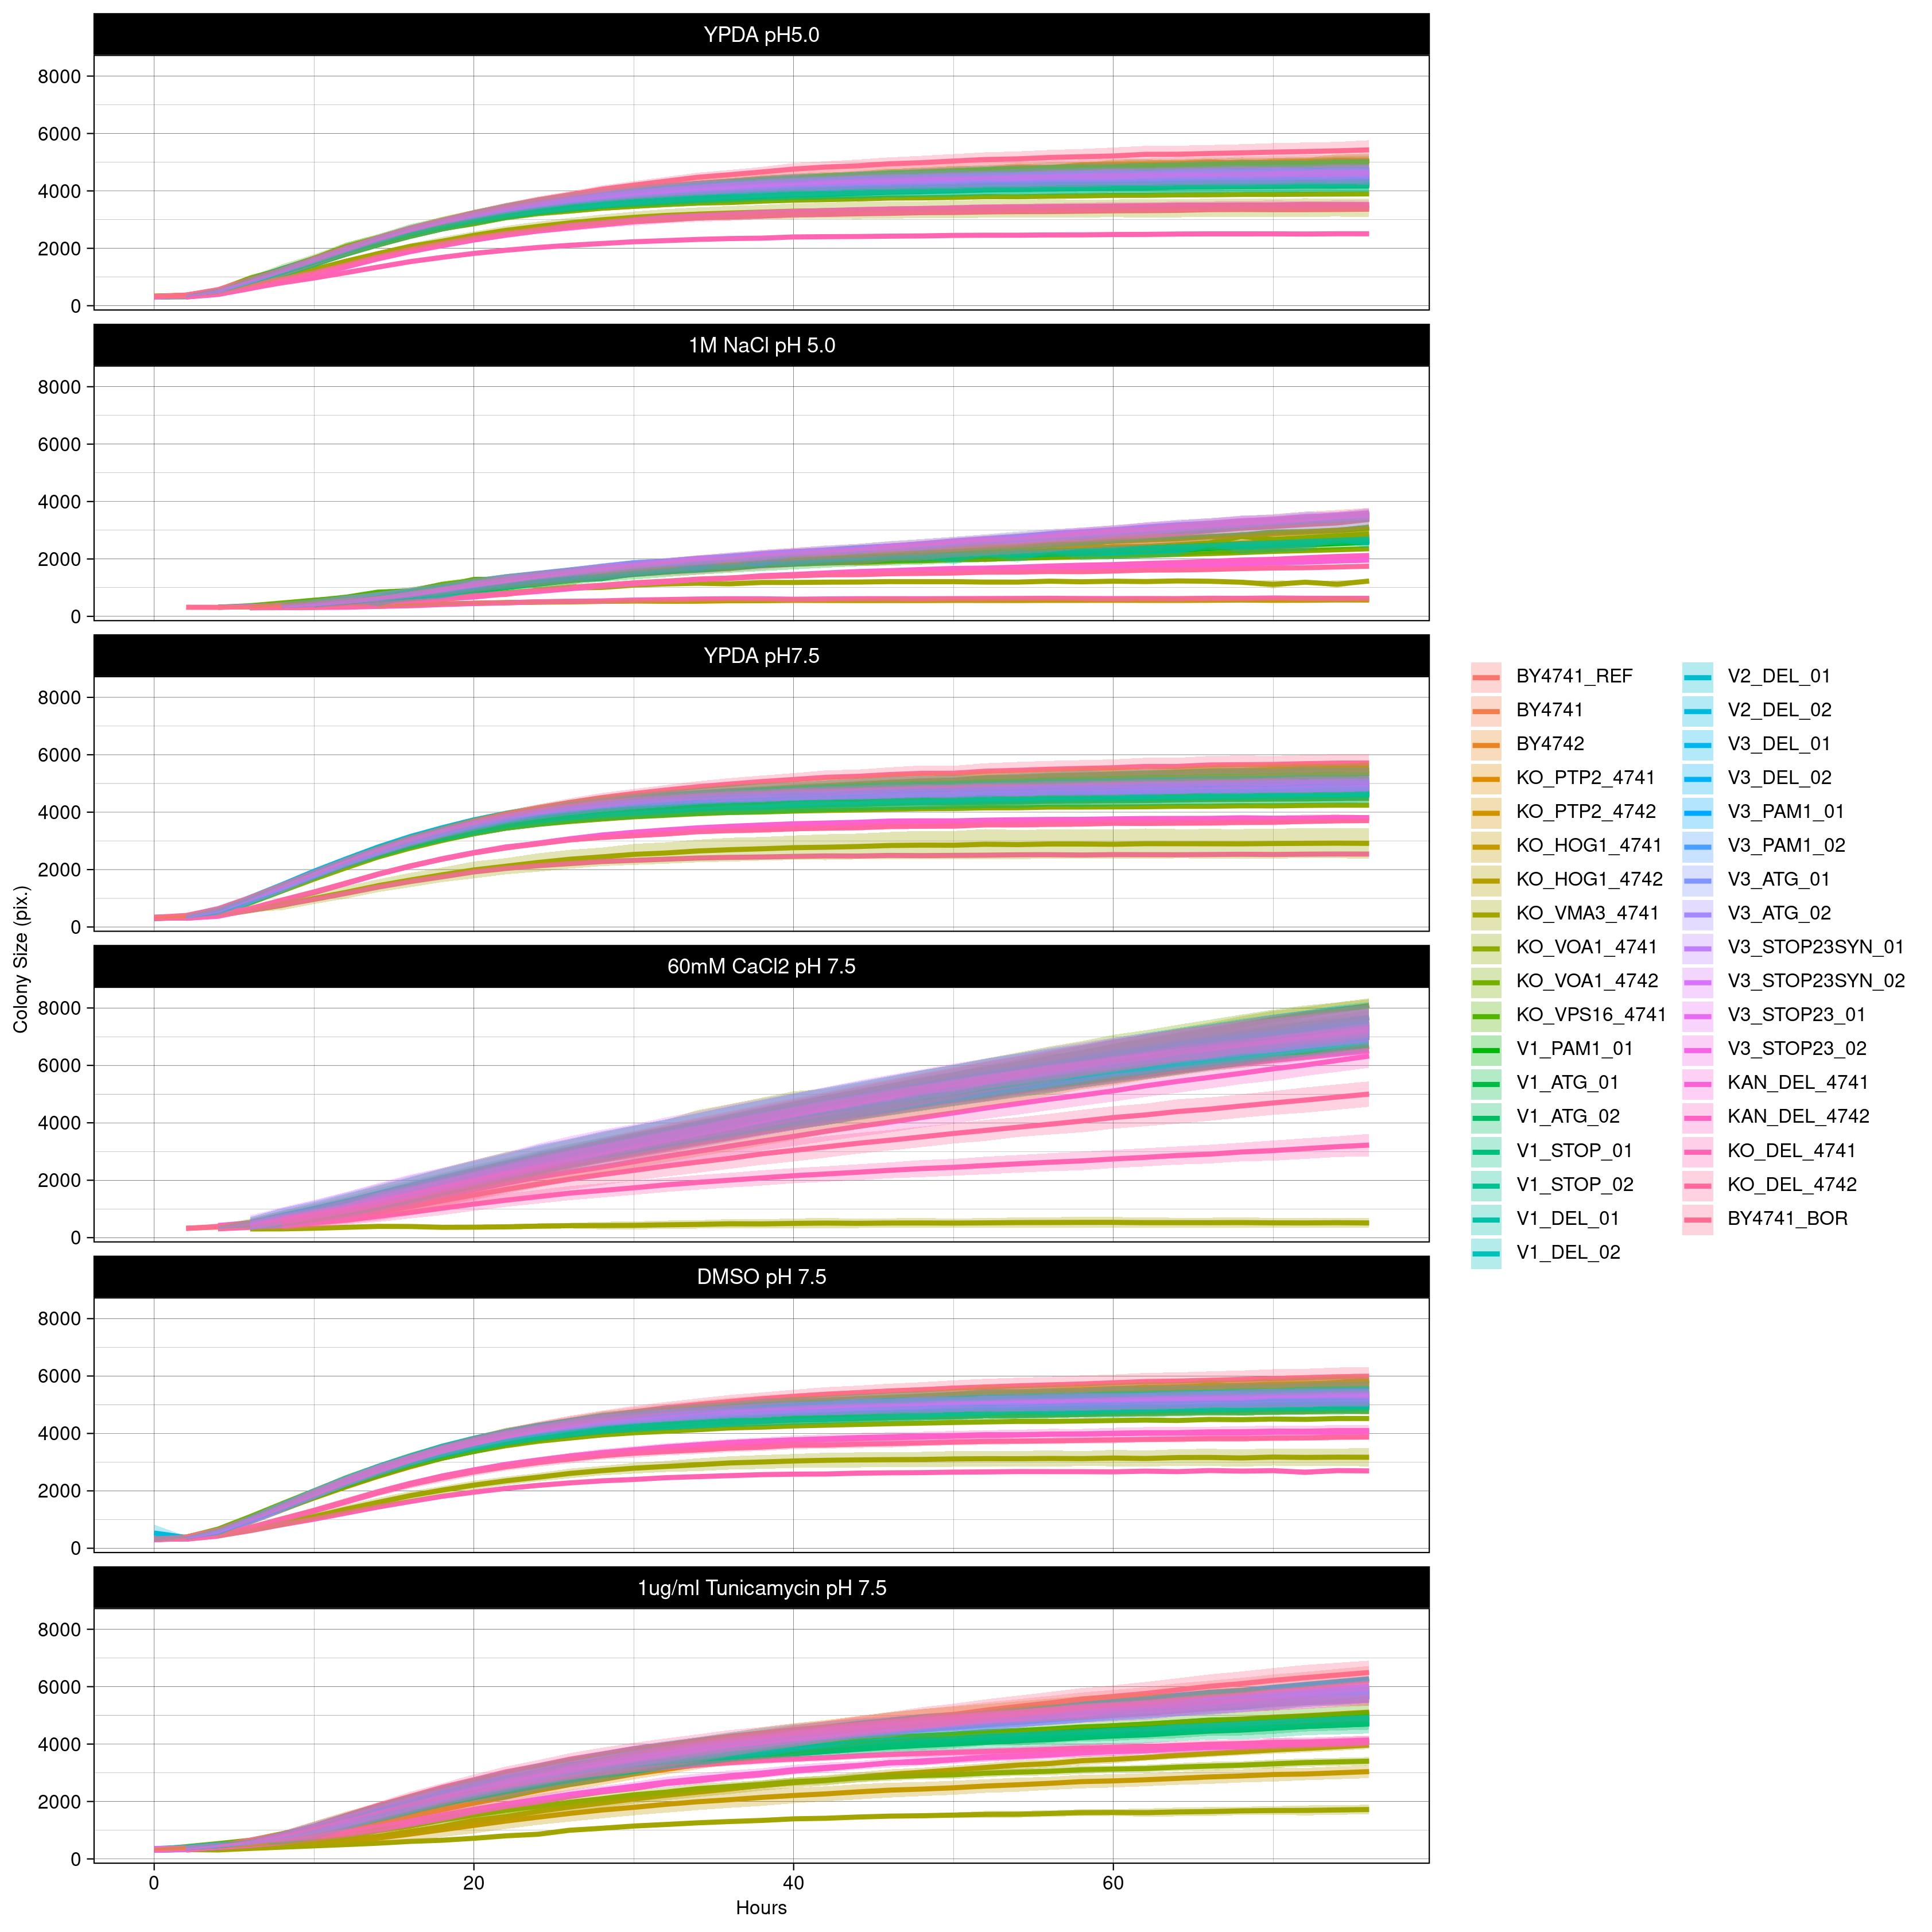 YPDA pH5.0
8000
6000
4000
2000
0
1M NaCl pH 5.0
8000
6000
4000
2000
0
YPDA pH7.5
8000
6000
4000
2000
0
60mM CaCl2 pH 7.5
8000
6000
4000
2000
0
DMSO pH 7.5
8000
6000
4000
2000
0
1ug/ml Tunicamycin pH 7.5
8000
6000
4000
2000
0
0 20 40 60
Hours
Colony Size (pix.)
BY4741_REF
BY4741
BY4742
KO_PTP2_4741
KO_PTP2_4742
KO_HOG1_4741
KO_HOG1_4742
KO_VMA3_4741
KO_VOA1_4741
KO_VOA1_4742
KO_VPS16_4741
V1_PAM1_01
V1_ATG_01
V1_ATG_02
V1_STOP_01
V1_STOP_02
V1_DEL_01
V1_DEL_02
V2_DEL_01
V2_DEL_02
V3_DEL_01
V3_DEL_02
V3_PAM1_01
V3_PAM1_02
V3_ATG_01
V3_ATG_02
V3_STOP23SYN_01
V3_STOP23SYN_02
V3_STOP23_01
V3_STOP23_02
KAN_DEL_4741
KAN_DEL_4742
KO_DEL_4741
KO_DEL_4742
BY4741_BOR